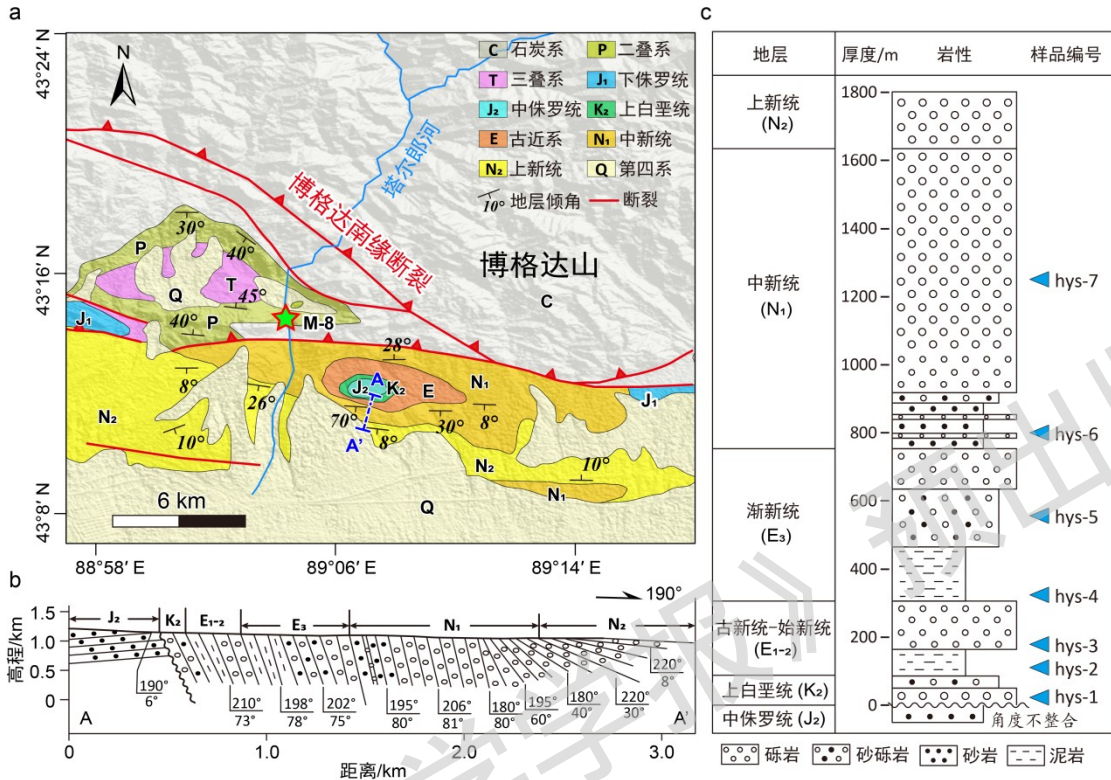 a
43°24′ N
43°16′ N
43°8′ N
88°58′ E
89°06′ E
89°14′ E
N
C 石炭系
P 二叠系
T 三叠系
J₁ 下侏罗统
J₂ 中侏罗统
K₂ 上白垩统
E 古近系
N₁ 中新统
N₂ 上新统
Q 第四系
10° 地层倾角
断裂
塔尔郎河
博格达南缘断裂
博格达山
C
30°
P
40°
T
Q
45°
J₁
40°
P
M-8
28°
8°
A
J₂
K₂
E
N₁
J₁
N₂
26°
70°
30°
8°
10°
A'
8°
N₂
10°
N₁
6 km
Q
b
190°
高程/km
1.5
1.0
0.5
0
J₂
K₂
E₁₋₂
E₃
N₁
N₂
190° 6°
210° 73°
198° 78°
202° 75°
195° 80°
206° 81°
180° 80°
195° 60°
180° 40°
220° 30°
220° 8°
A
A'
0
1.0
2.0
3.0
距离/km
c
地层 厚度/m 岩性 样品编号
上新统
(N₂)
中新统
(N₁)
渐新统
(E₃)
古新统-始新统
(E₁₋₂)
上白垩统 (K₂)
中侏罗统 (J₂)
1800
1600
1400
1200
1000
800
600
400
200
0
hys-7
hys-6
hys-5
hys-4
hys-3
hys-2
hys-1
角度不整合
砾岩 砂砾岩 砂岩 泥岩
学报》 预出